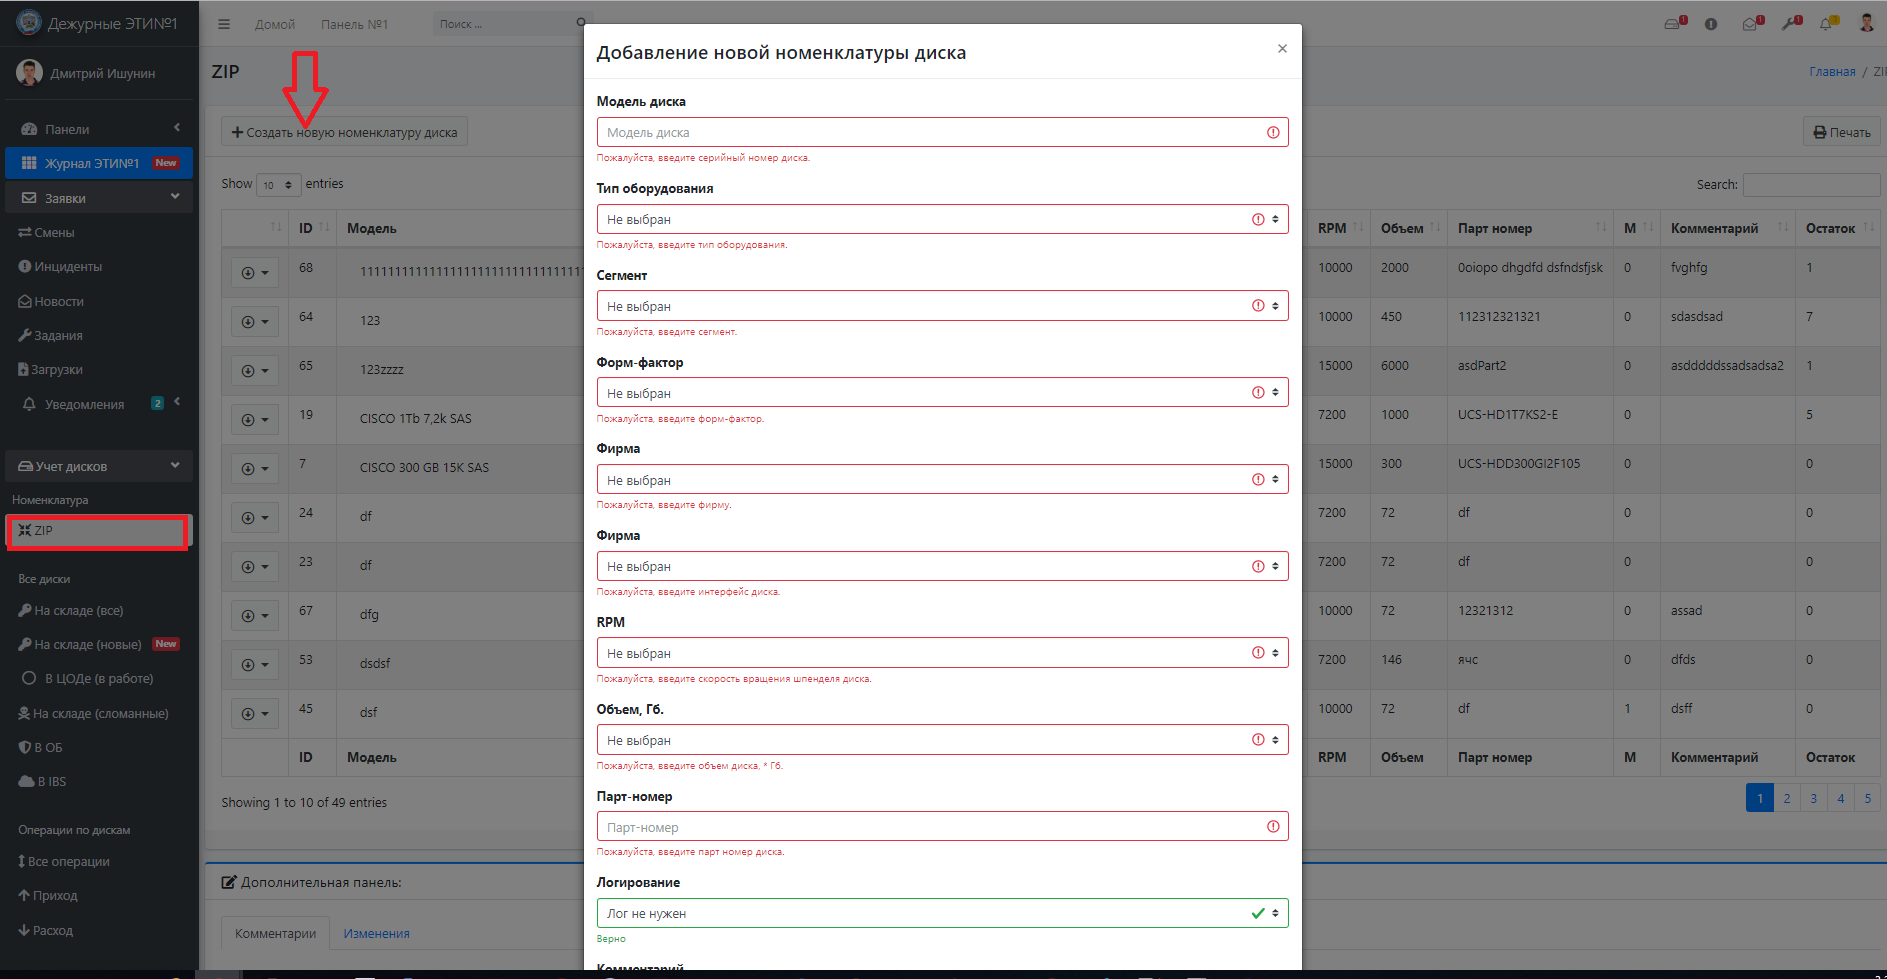 Дежурные ЭТИ№1
Домой
Панель №1
Поиск ...
1
1
1
3
Дмитрий Ишунин
Панели
Журнал ЭТИ№1 New
Заявки
Смены
Инциденты
Новости
Задания
Загрузки
Уведомления 2
Учет дисков
Номенклатура
ZIP
Все диски
На складе (все)
На складе (новые) New
В ЦОДе (в работе)
На складе (сломанные)
В ОБ
В IBS
Операции по дискам
Все операции
Приход
Расход
ZIP
Главная / ZI
Создать новую номенклатуру диска
Печать
Show 10 entries
Search:
ID Модель RPM Объем Парт номер М Комментарий Остаток
68 10000 2000 0oiopo dhgdfd dsfndsfjsk 0 fvghfg 1
64 123 10000 450 112312321321 0 sdasdsad 7
65 123zzzz 15000 6000 asdPart2 0 asdddddssadsadsa2 1
19 CISCO 1Tb 7,2k SAS 7200 1000 UCS-HD1T7KS2-E 0 5
7 CISCO 300 GB 15K SAS 15000 300 UCS-HDD300GI2F105 0 0
24 df 7200 72 df 0 0
23 df 7200 72 df 0 0
67 dfg 10000 72 12321312 0 assad 0
53 dsdsf 7200 146 ячс 0 dfds 0
45 dsf 10000 72 df 1 dsff 0
ID Модель RPM Объем Парт номер М Комментарий Остаток
Showing 1 to 10 of 49 entries
1 2 3 4 5
Дополнительная панель:
Комментарии
Изменения
Добавление новой номенклатуры диска
×
Модель диска
Модель диска
Пожалуйста, введите серийный номер диска.
Тип оборудования
Не выбран
Пожалуйста, введите тип оборудования.
Сегмент
Не выбран
Пожалуйста, введите сегмент.
Форм-фактор
Не выбран
Пожалуйста, введите форм-фактор.
Фирма
Не выбран
Пожалуйста, введите фирму.
Фирма
Не выбран
Пожалуйста, введите интерфейс диска.
RPM
Не выбран
Пожалуйста, введите скорость вращения шпенделя диска.
Объем, Гб.
Не выбран
Пожалуйста, введите объем диска, * Гб.
Парт-номер
Парт-номер
Пожалуйста, введите парт номер диска.
Логирование
Лог не нужен
Верно
Комментарий